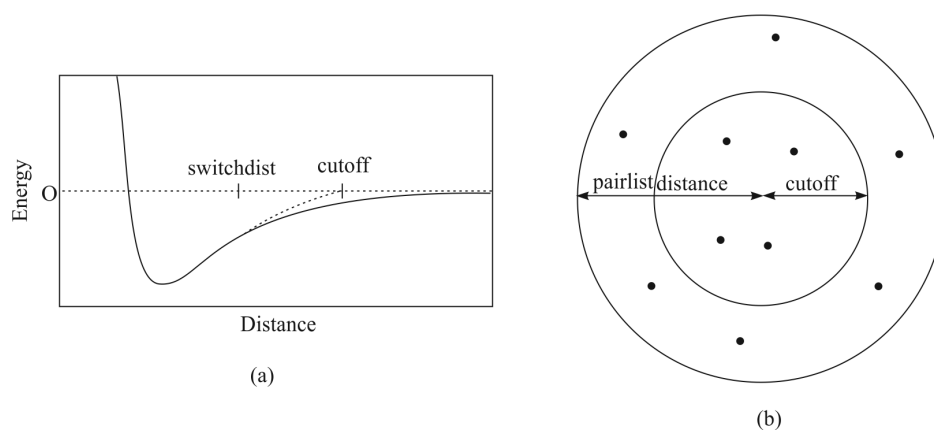 Energy
O
switchdist
cutoff
Distance
(a)
pairlist distance
cutoff
(b)